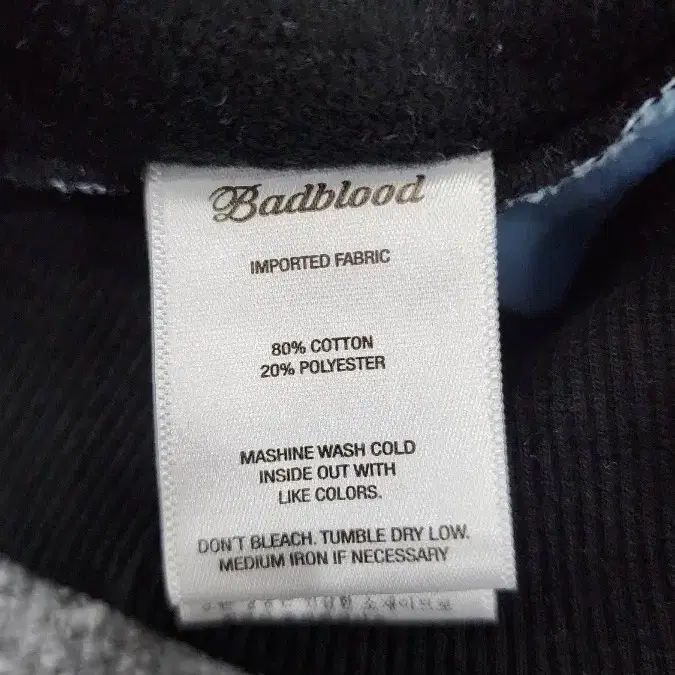 Badblood
IMPORTED FABRIC
80% COTTON
20% POLYESTER
MASHINE WASH COLD
INSIDE OUT WITH
LIKE COLORS.
DON'T BLEACH. TUMBLE DRY LOW.
MEDIUM IRON IF NECESSARY